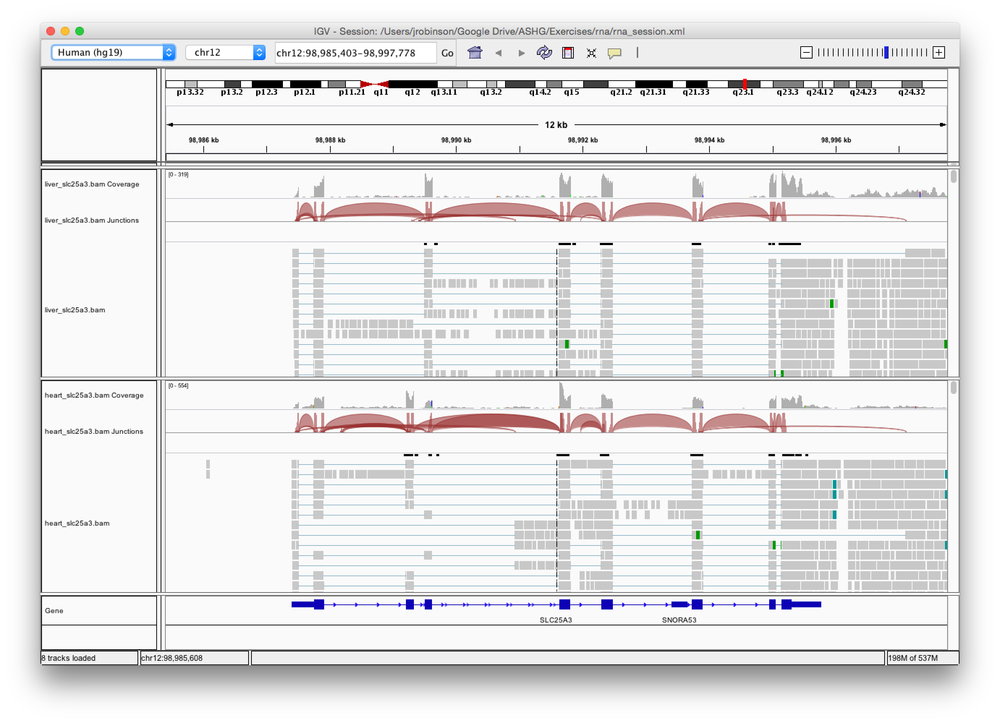 IGV - Session: /Users/jrobinson/Google Drive/ASHG/Exercises/rna/rna_session.xml
Human (hg19) chr12 chr12:98,985,403-98,997,778 Go
p13.32 p13.2 p12.3 p12.1 p11.21 q11 q12 q13.11 q13.2 q14.2 q15 q21.2 q21.31 q21.33 q23.1 q23.3 q24.12 q24.23 q24.32
12 kb
98,986 kb 98,988 kb 98,990 kb 98,992 kb 98,994 kb 98,996 kb
[0 - 319]
liver_slc25a3.bam Coverage
liver_slc25a3.bam Junctions
liver_slc25a3.bam
[0 - 554]
heart_slc25a3.bam Coverage
heart_slc25a3.bam Junctions
heart_slc25a3.bam
Gene
SLC25A3 SNORA53
8 tracks loaded chr12:98,985,608 198M of 537M